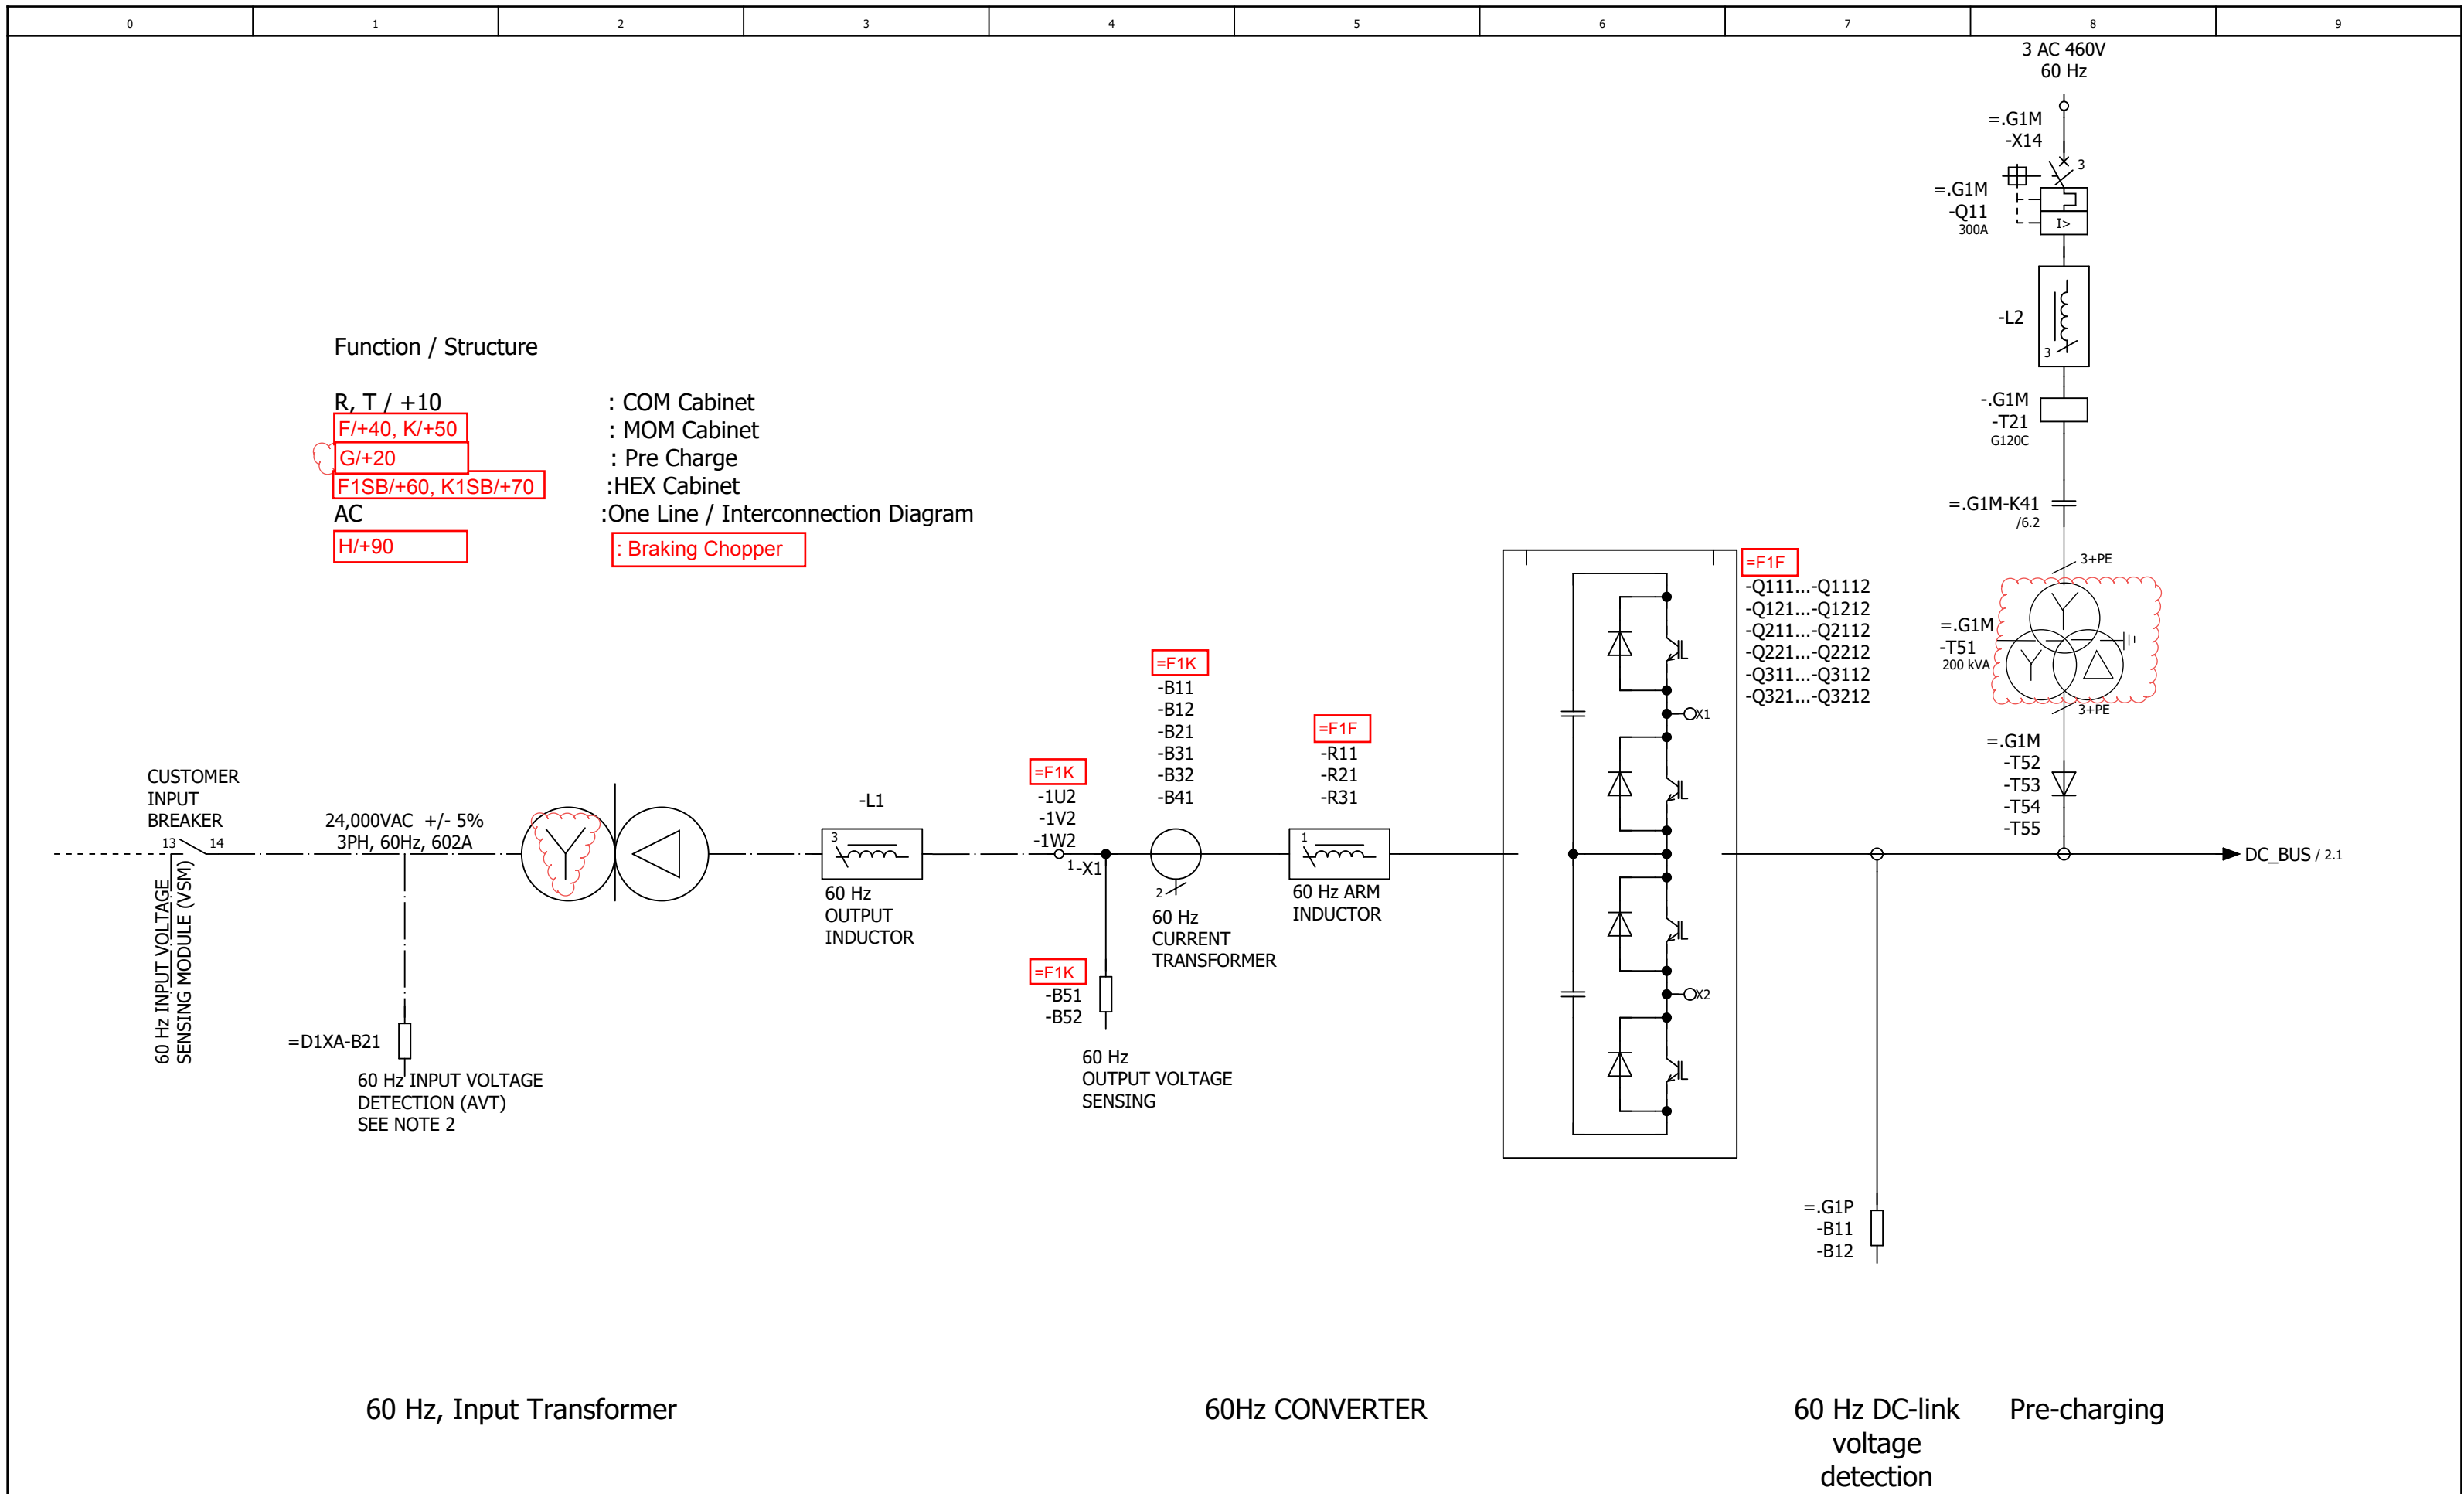 0 1 2 3 4 5 6 7 8 9
3 AC 460V
60 Hz
=.G1M
-X14
3
=.G1M
-Q11
300A
I>
-L2
3
-.G1M
-T21
G120C
=.G1M-K41
/6.2
3+PE
=.G1M
-T51
200 kVA
3+PE
=.G1M
-T52
-T53
-T54
-T55
DC_BUS / 2.1
Function / Structure
R, T / +10 : COM Cabinet
F/+40, K/+50 : MOM Cabinet
G/+20 : Pre Charge
F1SB/+60, K1SB/+70 :HEX Cabinet
AC :One Line / Interconnection Diagram
H/+90 : Braking Chopper
CUSTOMER
INPUT
BREAKER
13 14
60 Hz INPUT VOLTAGE
SENSING MODULE (VSM)
24,000VAC +/- 5%
3PH, 60Hz, 602A
=D1XA-B21
60 Hz INPUT VOLTAGE
DETECTION (AVT)
SEE NOTE 2
-L1
3
60 Hz
OUTPUT
INDUCTOR
=F1K
-1U2
-1V2
-1W2
1 -X1
=F1K
-B51
-B52
60 Hz
OUTPUT VOLTAGE
SENSING
=F1K
-B11
-B12
-B21
-B31
-B32
-B41
2
60 Hz
CURRENT
TRANSFORMER
=F1F
-R11
-R21
-R31
1
60 Hz ARM
INDUCTOR
X1
X2
=F1F
-Q111...-Q1112
-Q121...-Q1212
-Q211...-Q2112
-Q221...-Q2212
-Q311...-Q3112
-Q321...-Q3212
=.G1P
-B11
-B12
60 Hz, Input Transformer
60Hz CONVERTER
60 Hz DC-link
voltage
detection
Pre-charging